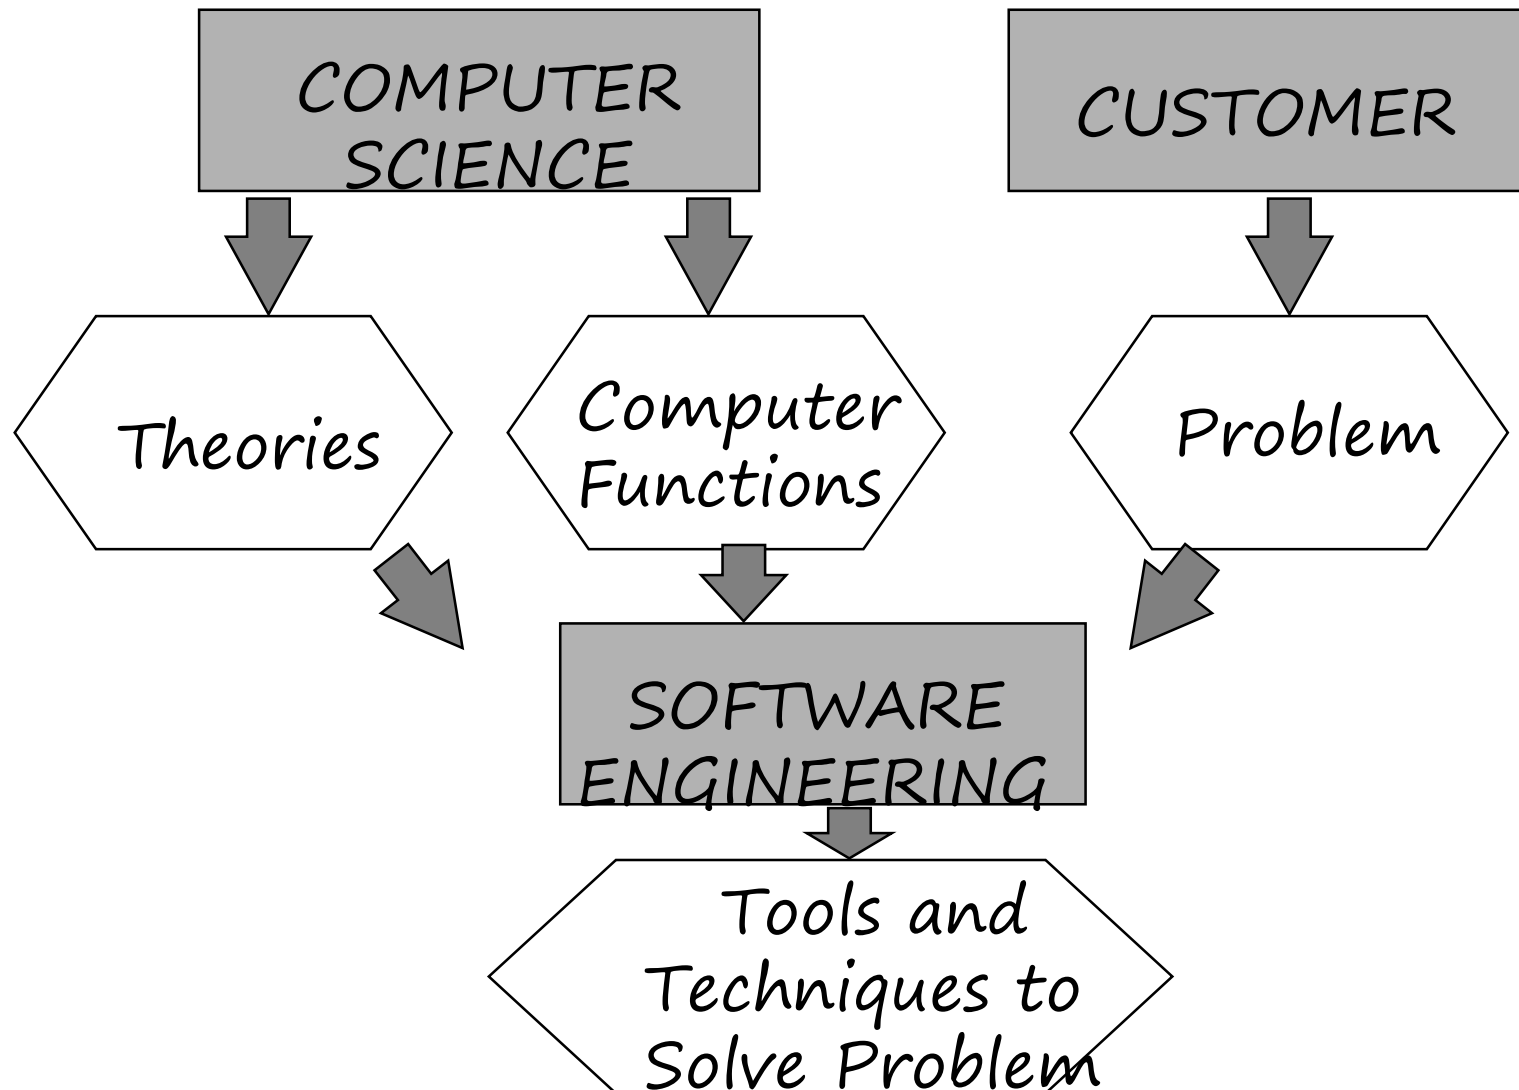 COMPUTER
SCIENCE
CUSTOMER
Theories
Computer
Functions
Problem
SOFTWARE
ENGINEERING
Tools and
Techniques to
Solve Problem